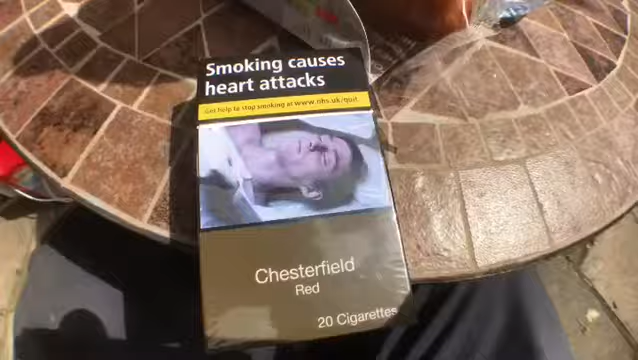 Smoking causes
heart attacks
Get help to stop smoking at www.nhs.uk/quit
Chesterfield
Red
20 Cigarettes